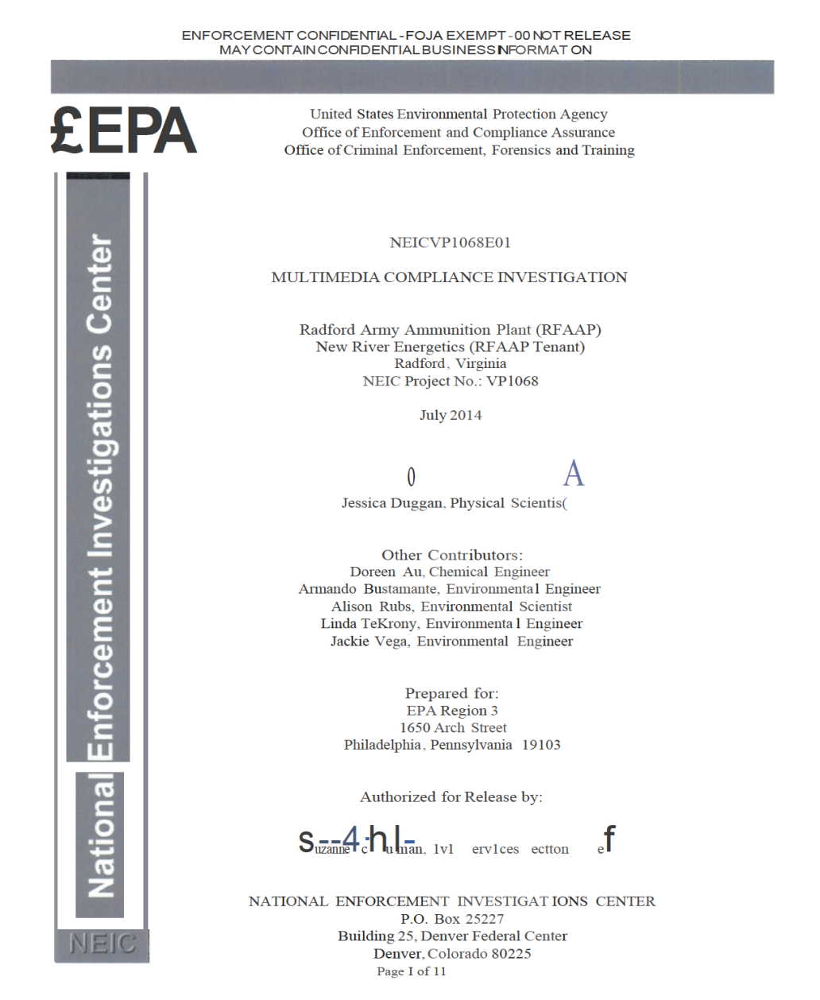 ENFORCEMENT CONFIDENTIAL - FOJA EXEMPT - 00 NOT RELEASE
MAY CONTAIN CONFIDENTIAL BUSINESS INFORMAT ON
£EPA
United States Environmental Protection Agency
Office of Enforcement and Compliance Assurance
Office of Criminal Enforcement, Forensics and Training
National Enforcement Investigations Center
NEIC
NEICVP1068E01
MULTIMEDIA COMPLIANCE INVESTIGATION
Radford Army Ammunition Plant (RFAAP)
New River Energetics (RFAAP Tenant)
Radford, Virginia
NEIC Project No.: VP1068
July 2014
0 A
Jessica Duggan, Physical Scientis(
Other Contributors:
Doreen Au, Chemical Engineer
Armando Bustamante, Environmental Engineer
Alison Rubs, Environmental Scientist
Linda TeKrony, Environmental Engineer
Jackie Vega, Environmental Engineer
Prepared for:
EPA Region 3
1650 Arch Street
Philadelphia, Pennsylvania 19103
Authorized for Release by:
s--4·hl- f
uzanne c u man, 1v1 erv1ces ectton e
NATIONAL ENFORCEMENT INVESTIGAT IONS CENTER
P.O. Box 25227
Building 25, Denver Federal Center
Denver, Colorado 80225
Page I of 11